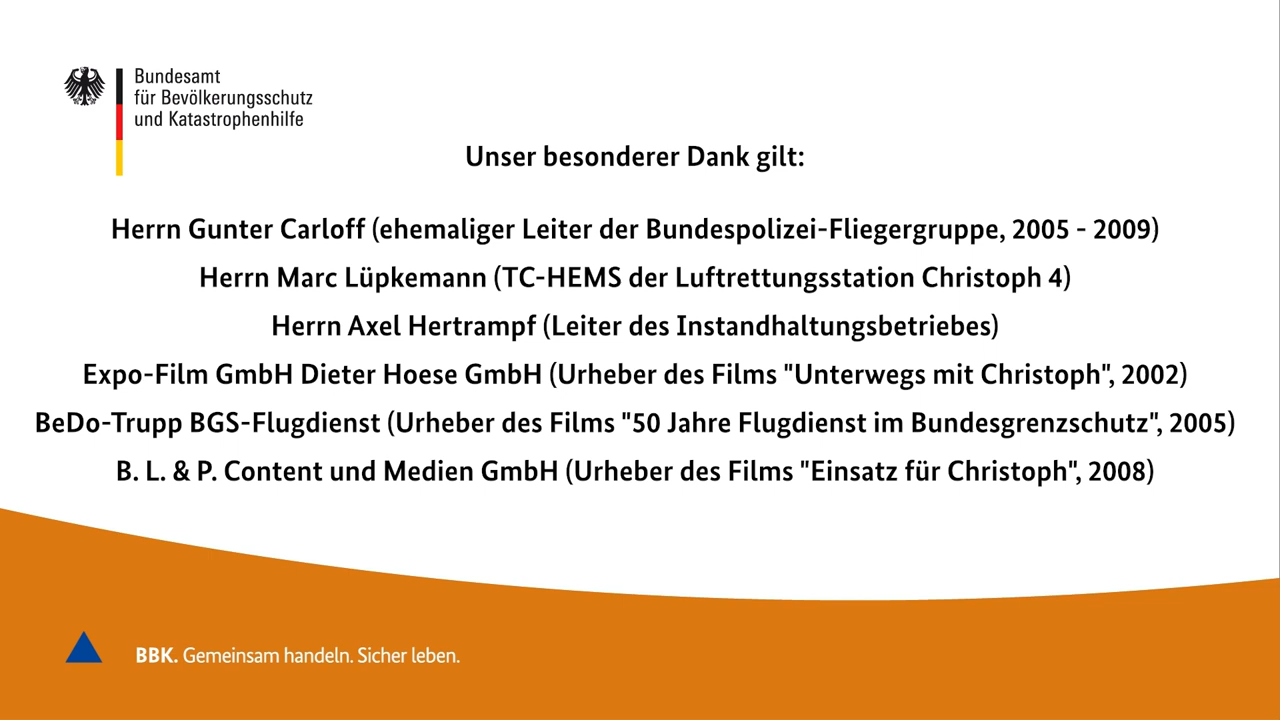 Bundesamt
für Bevölkerungsschutz
und Katastrophenhilfe
Unser besonderer Dank gilt:
Herrn Gunter Carloff (ehemaliger Leiter der Bundespolizei-Fliegergruppe, 2005 - 2009)
Herrn Marc Lüpkemann (TC-HEMS der Luftrettungsstation Christoph 4)
Herrn Axel Hertrampf (Leiter des Instandhaltungsbetriebes)
Expo-Film GmbH Dieter Hoese GmbH (Urheber des Films "Unterwegs mit Christoph", 2002)
BeDo-Trupp BGS-Flugdienst (Urheber des Films "50 Jahre Flugdienst im Bundesgrenzschutz", 2005)
B. L. & P. Content und Medien GmbH (Urheber des Films "Einsatz für Christoph", 2008)
BBK. Gemeinsam handeln. Sicher leben.